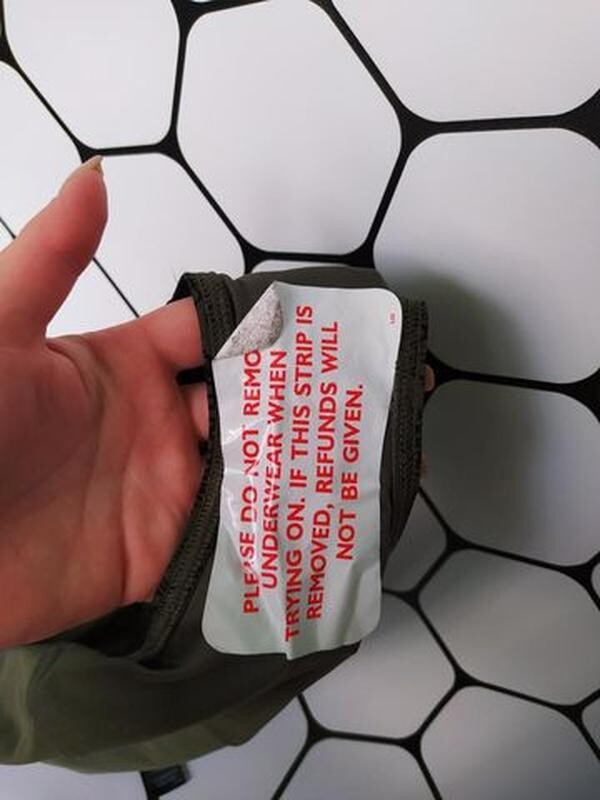 PLEASE DO NOT REMO
UNDERWEAR WHEN
TRYING ON. IF THIS STRIP IS
REMOVED, REFUNDS WILL
NOT BE GIVEN.